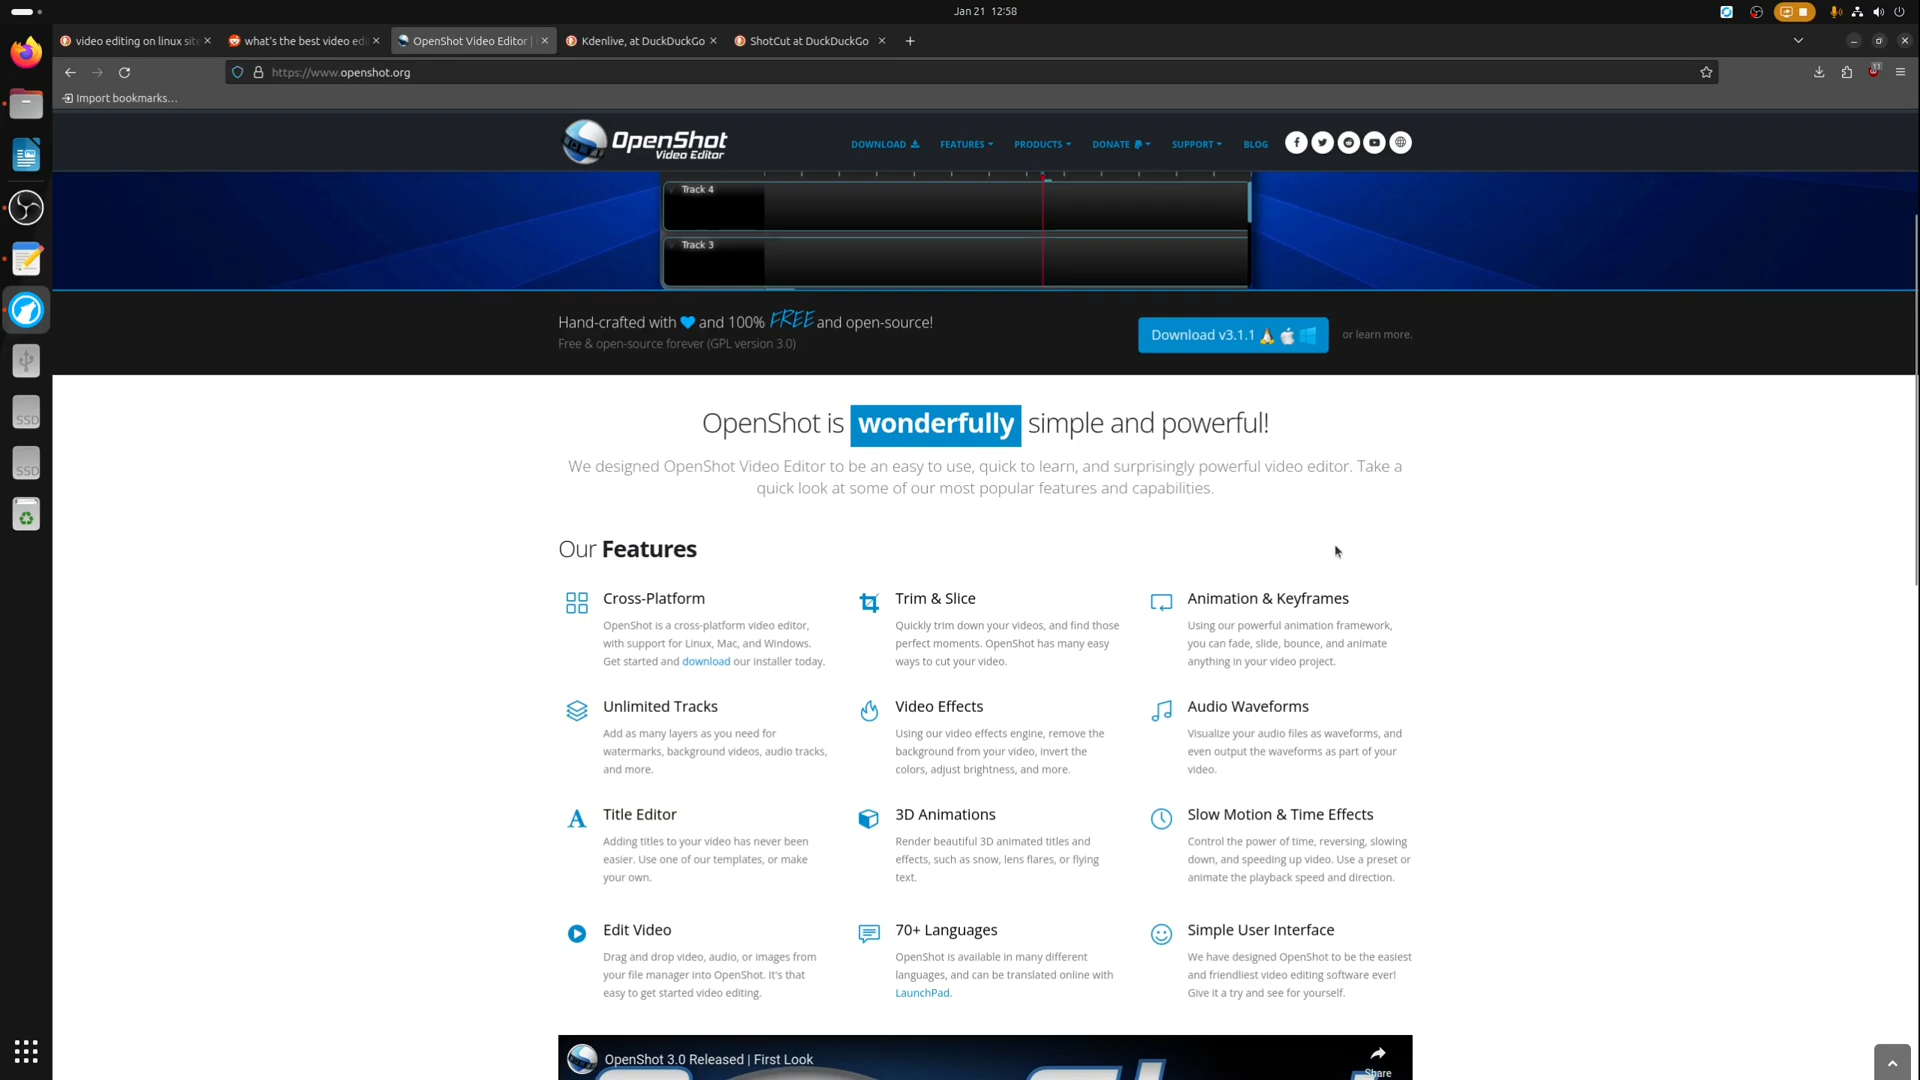 Jan 21 12:58
video editing on linux site
what's the best video edi
OpenShot Video Editor |
Kdenlive, at DuckDuckGo
ShotCut at DuckDuckGo
https://www.openshot.org
11
Import bookmarks…
OpenShot
Video Editor
DOWNLOAD
FEATURES
PRODUCTS
DONATE
SUPPORT
BLOG
Track 4
Track 3
Hand-crafted with and 100% FREE and open-source!
Free & open-source forever (GPL version 3.0)
Download v3.1.1
or learn more.
OpenShot is wonderfully simple and powerful!
We designed OpenShot Video Editor to be an easy to use, quick to learn, and surprisingly powerful video editor. Take a
quick look at some of our most popular features and capabilities.
Our Features
Cross-Platform
OpenShot is a cross-platform video editor,
with support for Linux, Mac, and Windows.
Get started and download our installer today.
Trim & Slice
Quickly trim down your videos, and find those
perfect moments. OpenShot has many easy
ways to cut your video.
Animation & Keyframes
Using our powerful animation framework,
you can fade, slide, bounce, and animate
anything in your video project.
Unlimited Tracks
Add as many layers as you need for
watermarks, background videos, audio tracks,
and more.
Video Effects
Using our video effects engine, remove the
background from your video, invert the
colors, adjust brightness, and more.
Audio Waveforms
Visualize your audio files as waveforms, and
even output the waveforms as part of your
video.
Title Editor
Adding titles to your video has never been
easier. Use one of our templates, or make
your own.
3D Animations
Render beautiful 3D animated titles and
effects, such as snow, lens flares, or flying
text.
Slow Motion & Time Effects
Control the power of time, reversing, slowing
down, and speeding up video. Use a preset or
animate the playback speed and direction.
Edit Video
Drag and drop video, audio, or images from
your file manager into OpenShot. It's that
easy to get started video editing.
70+ Languages
OpenShot is available in many different
languages, and can be translated online with
LaunchPad.
Simple User Interface
We have designed OpenShot to be the easiest
and friendliest video editing software ever!
Give it a try and see for yourself.
OpenShot 3.0 Released | First Look
Share
SSD
SSD